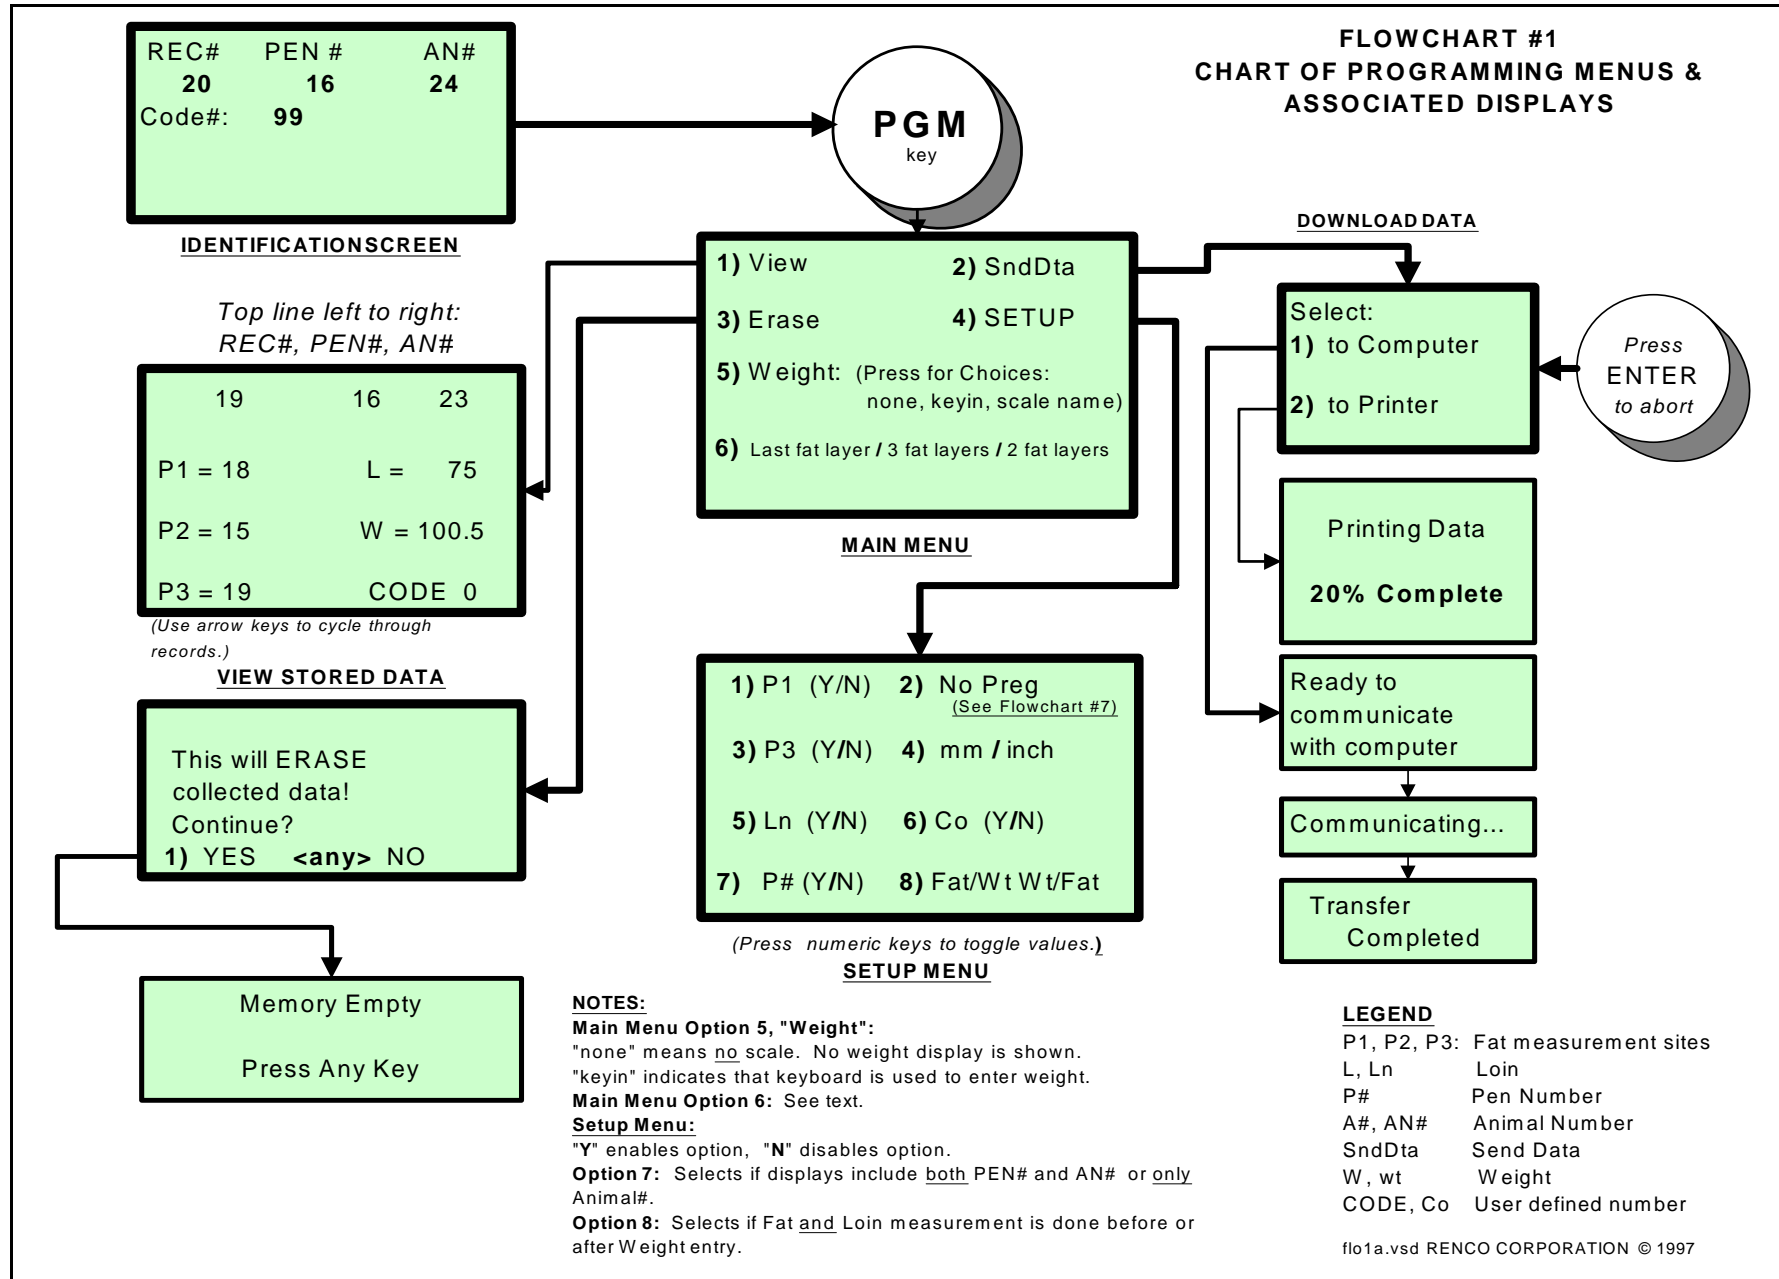 FLOWCHART #1
CHART OF PROGRAMMING MENUS &
ASSOCIATED DISPLAYS
REC# PEN # AN#
20 16 24
Code#: 99
IDENTIFICATION SCREEN
PGM
key
Top line left to right:
REC#, PEN#, AN#
19 16 23
P1 = 18 L = 75
P2 = 15 W = 100.5
P3 = 19 CODE 0
(Use arrow keys to cycle through
records.)
VIEW STORED DATA
This will ERASE
collected data!
Continue?
1) YES <any> NO
Memory Empty
Press Any Key
1) View 2) SndDta
3) Erase 4) SETUP
5) Weight: (Press for Choices:
none, keyin, scale name)
6) Last fat layer / 3 fat layers / 2 fat layers
MAIN MENU
1) P1 (Y/N) 2) No Preg
(See Flowchart #7)
3) P3 (Y/N) 4) mm / inch
5) Ln (Y/N) 6) Co (Y/N)
7) P# (Y/N) 8) Fat/Wt Wt/Fat
(Press numeric keys to toggle values.)
SETUP MENU
DOWNLOAD DATA
Select:
1) to Computer
2) to Printer
Press
ENTER
to abort
Printing Data
20% Complete
Ready to
communicate
with computer
Communicating...
Transfer
Completed
NOTES:
Main Menu Option 5, "Weight":
"none" means no scale. No weight display is shown.
"keyin" indicates that keyboard is used to enter weight.
Main Menu Option 6: See text.
Setup Menu:
"Y" enables option, "N" disables option.
Option 7: Selects if displays include both PEN# and AN# or only
Animal#.
Option 8: Selects if Fat and Loin measurement is done before or
after Weight entry.
LEGEND
P1, P2, P3: Fat measurement sites
L, Ln Loin
P# Pen Number
A#, AN# Animal Number
SndDta Send Data
W, wt Weight
CODE, Co User defined number
flo1a.vsd RENCO CORPORATION © 1997